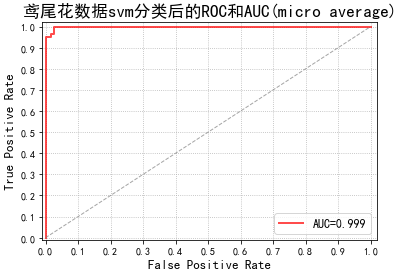 鸢尾花数据svm分类后的ROC和AUC(micro average)
True Positive Rate
1.0
0.9
0.8
0.7
0.6
0.5
0.4
0.3
0.2
0.1
0.0
AUC=0.999
0.0 0.1 0.2 0.3 0.4 0.5 0.6 0.7 0.8 0.9 1.0
False Positive Rate